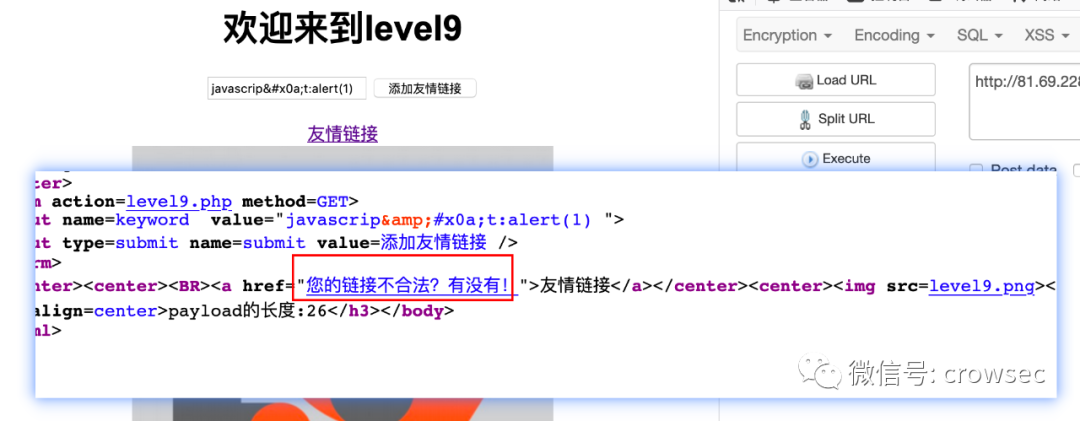 欢迎来到level9
Encryption Encoding SQL XSS
javascrip&#x0a;t:alert(1) 添加友情链接
Load URL
http://81.69.228
Split URL
友情链接
Execute
Post data
ter>
action=level9.php method=GET>
ut name=keyword value="javascrip&amp;#x0a;t:alert(1) ">
ut type=submit name=submit value=添加友情链接 />
rm>
nter><center><BR><a href="您的链接不合法？有没有! ">友情链接</a></center><center><img src=level9.png><
align=center>payload的长度:26</h3></body>
ml>
微信号: crowsec